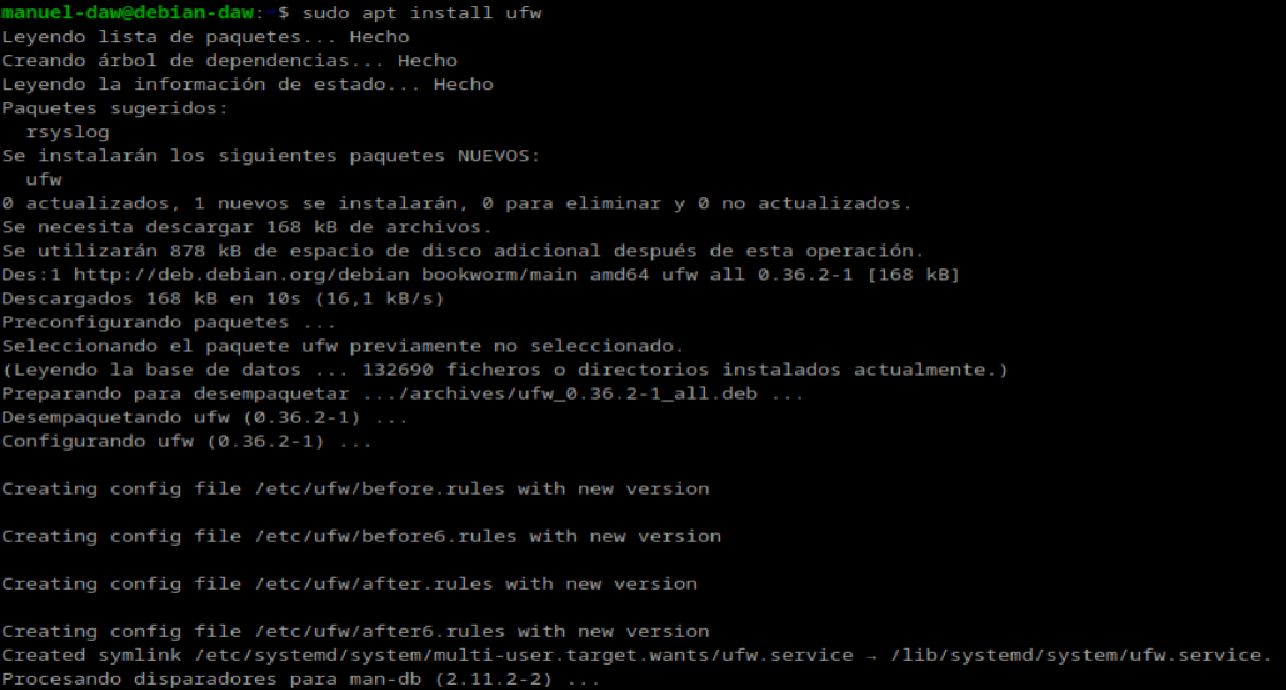 manuel-daw@debian-daw:~$ sudo apt install ufw
Leyendo lista de paquetes... Hecho
Creando árbol de dependencias... Hecho
Leyendo la información de estado... Hecho
Paquetes sugeridos:
  rsyslog
Se instalarán los siguientes paquetes NUEVOS:
  ufw
0 actualizados, 1 nuevos se instalarán, 0 para eliminar y 0 no actualizados.
Se necesita descargar 168 kB de archivos.
Se utilizarán 878 kB de espacio de disco adicional después de esta operación.
Des:1 http://deb.debian.org/debian bookworm/main amd64 ufw all 0.36.2-1 [168 kB]
Descargados 168 kB en 10s (16,1 kB/s)
Preconfigurando paquetes ...
Seleccionando el paquete ufw previamente no seleccionado.
(Leyendo la base de datos ... 132690 ficheros o directorios instalados actualmente.)
Preparando para desempaquetar .../archives/ufw_0.36.2-1_all.deb ...
Desempaquetando ufw (0.36.2-1) ...
Configurando ufw (0.36.2-1) ...
Creating config file /etc/ufw/before.rules with new version
Creating config file /etc/ufw/before6.rules with new version
Creating config file /etc/ufw/after.rules with new version
Creating config file /etc/ufw/after6.rules with new version
Created symlink /etc/systemd/system/multi-user.target.wants/ufw.service → /lib/systemd/system/ufw.service.
Procesando disparadores para man-db (2.11.2-2) ...